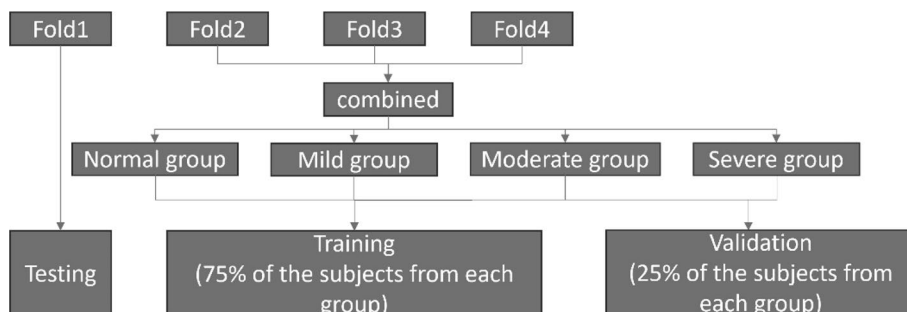 Fold1
Fold2
Fold3
Fold4
combined
Normal group
Mild group
Moderate group
Severe group
Testing
Training
(75% of the subjects from each
group)
Validation
(25% of the subjects from
each group)